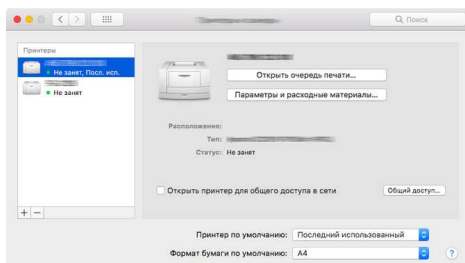 Поиск
Принтеры
Не занят, Посл. исп.
Не занят
Открыть очередь печати...
Параметры и расходные материалы...
Расположение:
Тип:
Статус: Не занят
Открыть принтер для общего доступа в сети
Общий доступ...
+ −
Принтер по умолчанию: Последний использованный
Формат бумаги по умолчанию: A4
?